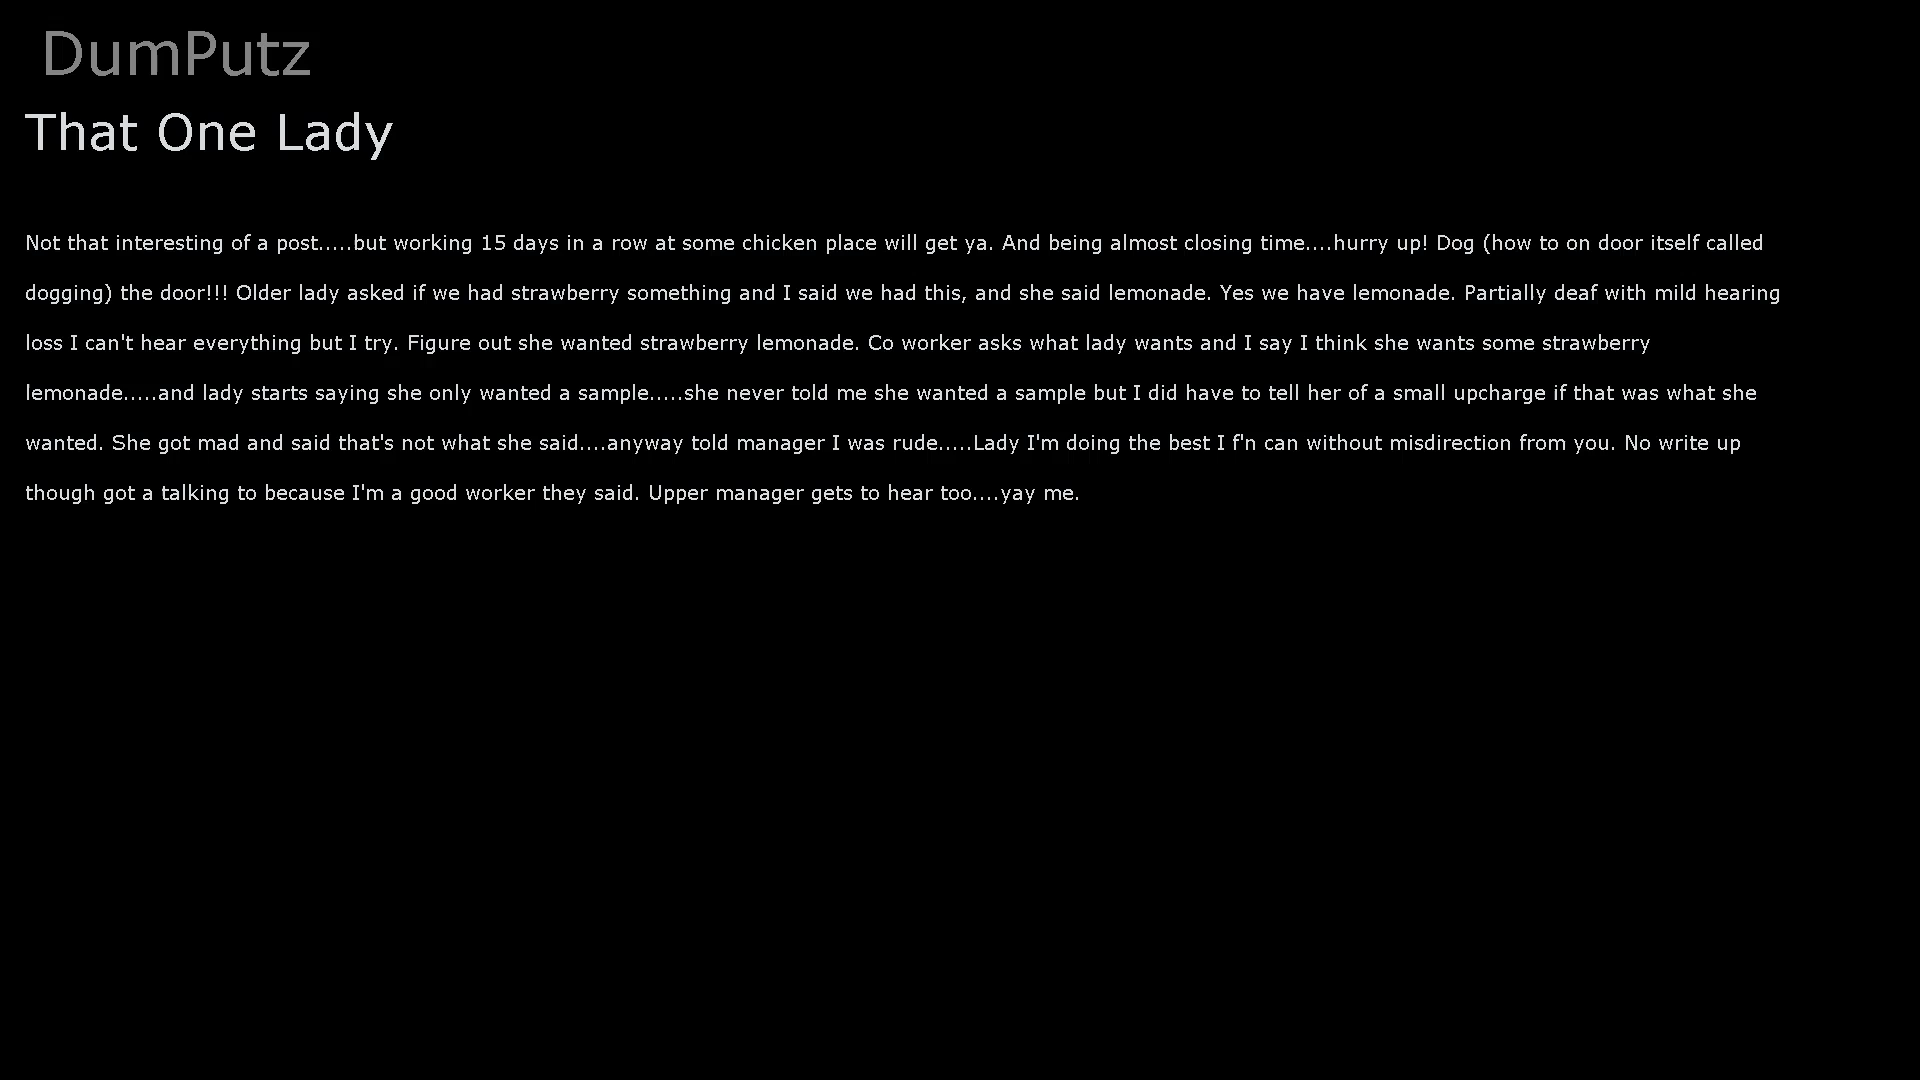 DumPutz
That One Lady
Not that interesting of a post.....but working 15 days in a row at some chicken place will get ya. And being almost closing time....hurry up! Dog (how to on door itself called
dogging) the door!!! Older lady asked if we had strawberry something and I said we had this, and she said lemonade. Yes we have lemonade. Partially deaf with mild hearing
loss I can't hear everything but I try. Figure out she wanted strawberry lemonade. Co worker asks what lady wants and I say I think she wants some strawberry
lemonade.....and lady starts saying she only wanted a sample.....she never told me she wanted a sample but I did have to tell her of a small upcharge if that was what she
wanted. She got mad and said that's not what she said....anyway told manager I was rude.....Lady I'm doing the best I f'n can without misdirection from you. No write up
though got a talking to because I'm a good worker they said. Upper manager gets to hear too....yay me.